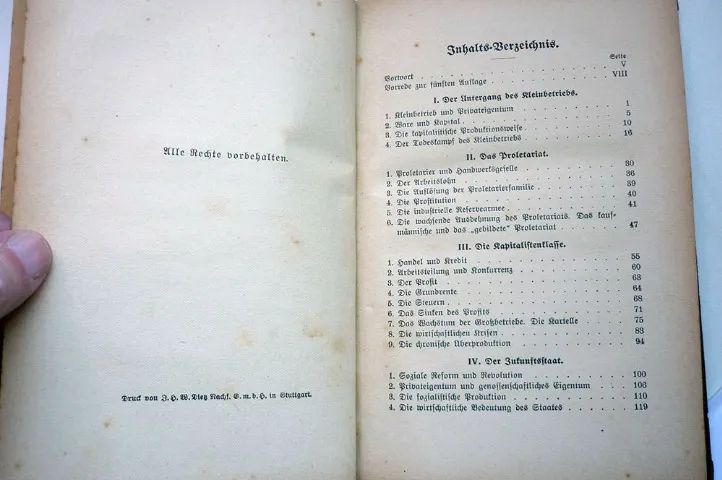 Alle Rechte vorbehalten.
Druck von J. H. W. Dietz Nachf. G. m. b. H. in Stuttgart.
Inhalts-Verzeichnis.
Seite
Vorwort . . . V
Vorrede zur fünften Auflage . . . VIII
I. Der Untergang des Kleinbetriebs.
1. Kleinbetrieb und Privateigentum . . . 1
2. Ware und Kapital . . . 5
3. Die kapitalistische Produktionsweise . . . 10
4. Der Todeskampf des Kleinbetriebs . . . 16
II. Das Proletariat.
1. Proletarier und Handwerksgeselle . . . 30
2. Der Arbeitslohn . . . 36
3. Die Auflösung der Proletarierfamilie . . . 39
4. Die Prostitution . . . 40
5. Die industrielle Reservearmee . . . 41
6. Die wachsende Ausdehnung des Proletariats. Das kauf-
männische und das „gebildete" Proletariat . . . 47
III. Die Kapitalistenklasse.
1. Handel und Kredit . . . 55
2. Arbeitsteilung und Konkurrenz . . . 60
3. Der Profit . . . 63
4. Die Grundrente . . . 64
5. Die Steuern . . . 68
6. Das Sinken des Profits . . . 71
7. Das Wachstum der Großbetriebe. Die Kartelle . . . 75
8. Die wirtschaftlichen Krisen . . . 83
9. Die chronische Überproduktion . . . 94
IV. Der Zukunftsstaat.
1. Soziale Reform und Revolution . . . 100
2. Privateigentum und genossenschaftliches Eigentum . . . 106
3. Die sozialistische Produktion . . . 110
4. Die wirtschaftliche Bedeutung des Staates . . . 119